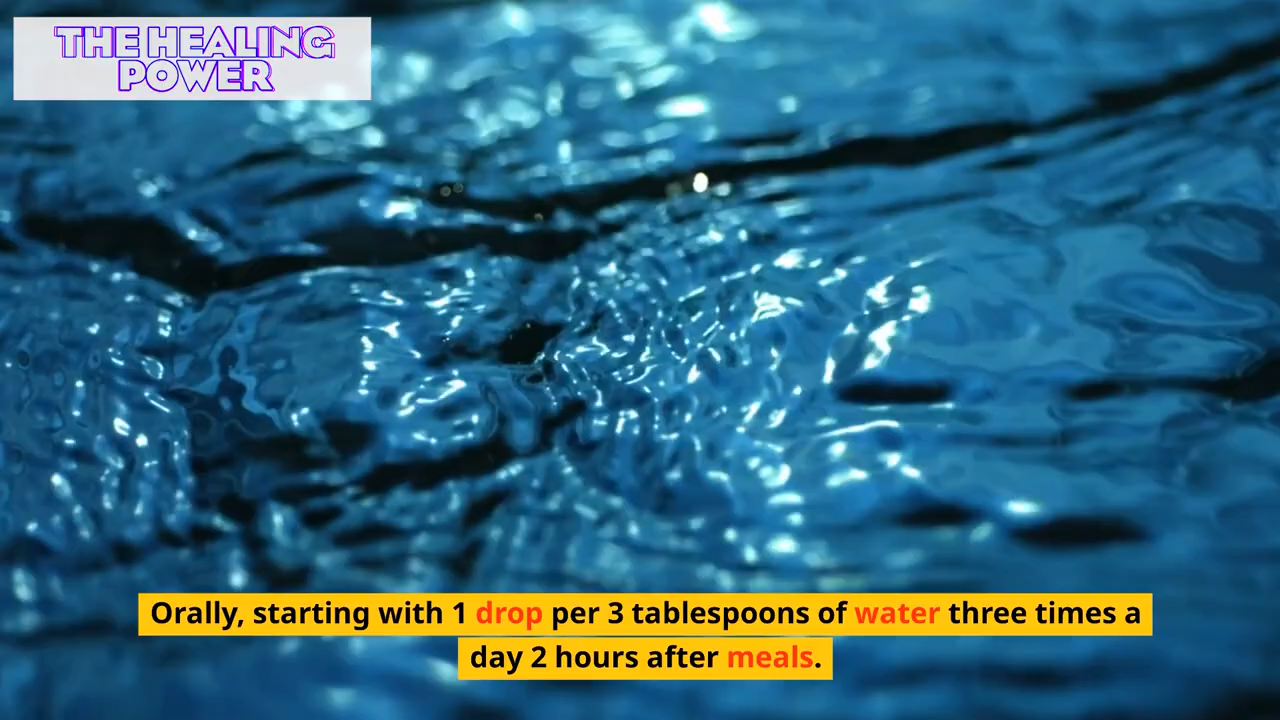 THE HEALING
POWER
Orally, starting with 1 drop per 3 tablespoons of water three times a
day 2 hours after meals.